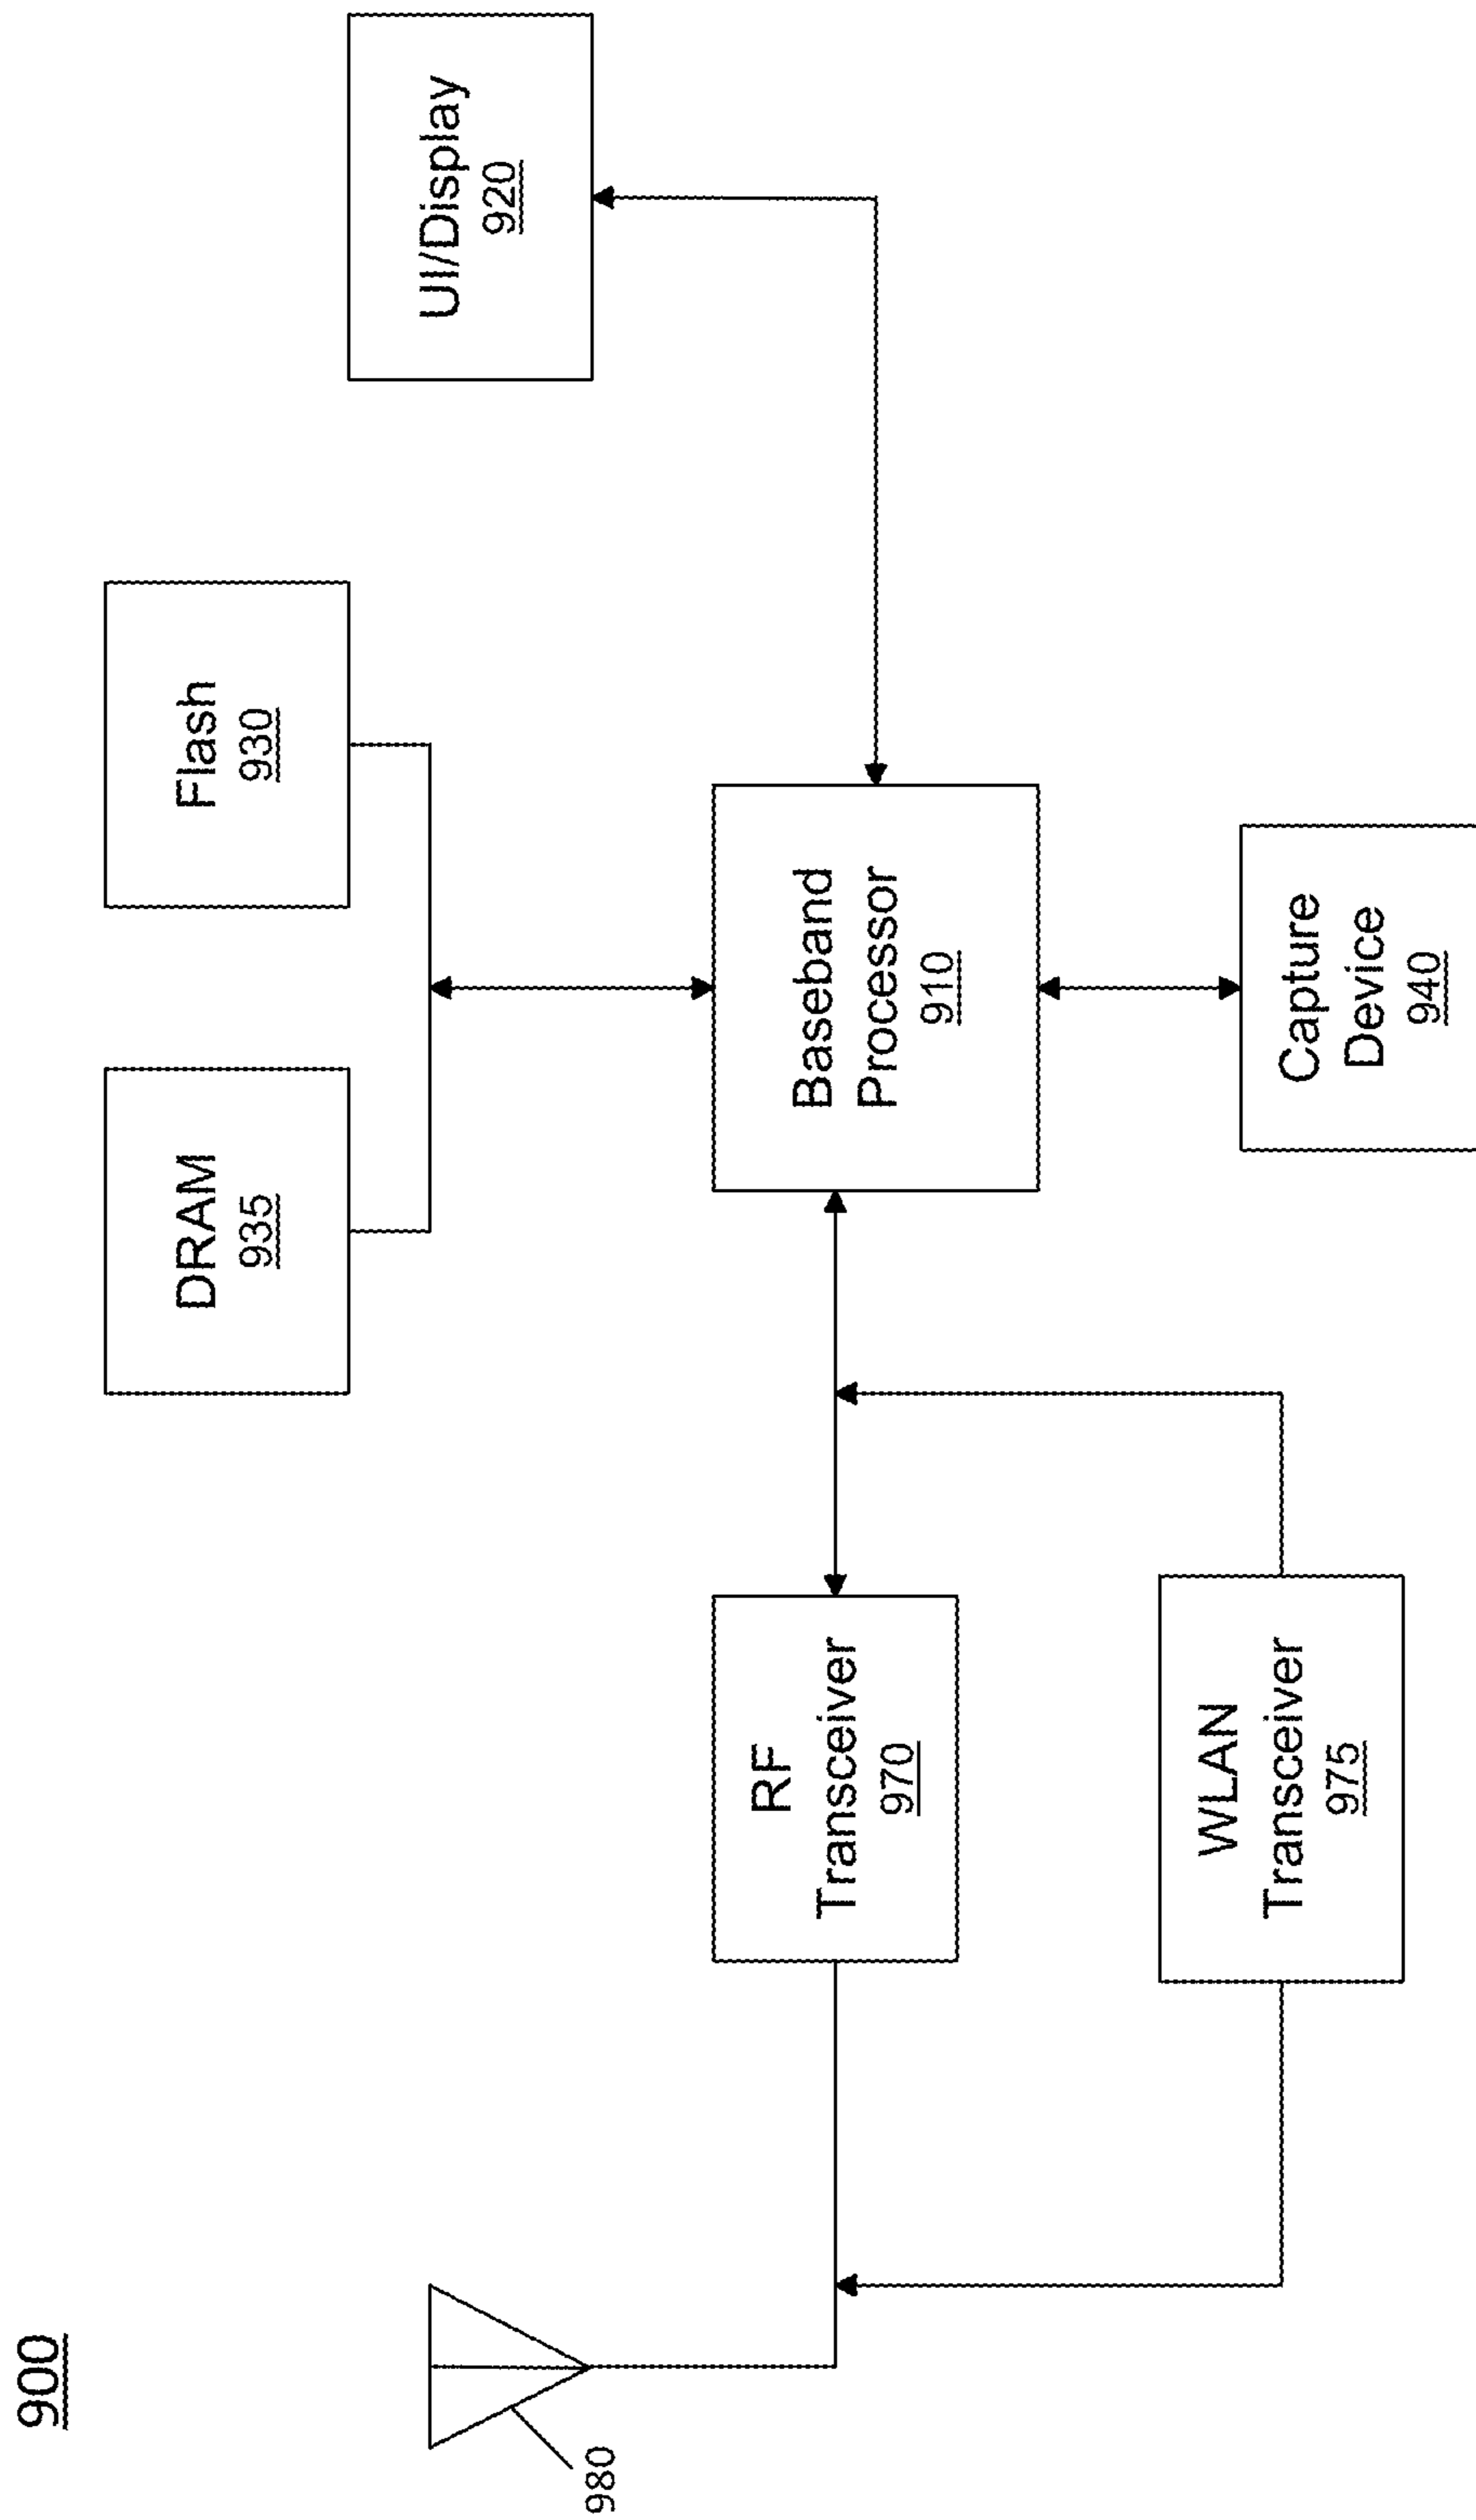 900
DRAM
935
Flash
930
UI/Display
920
980
RF
Transceiver
970
Baseband
Processor
910
WLAN
Transceiver
975
Capture
Device
940